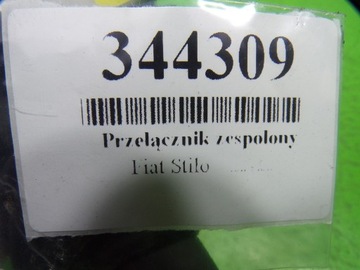 344309
Przełącznik zespolony
Fiat Stilo